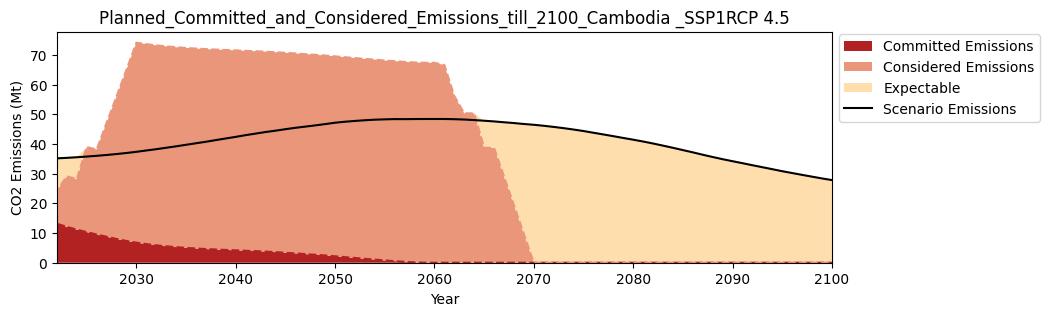 Planned_Committed_and_Considered_Emissions_till_2100_Cambodia _SSP1RCP 4.5
Committed Emissions
Considered Emissions
Expectable
Scenario Emissions
CO2 Emissions (Mt)
70
60
50
40
30
20
10
0
2030 2040 2050 2060 2070 2080 2090 2100
Year